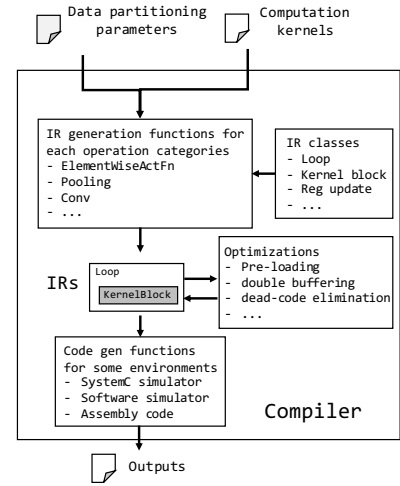 Data partitioning
parameters
Computation
kernels
IR generation functions for
each operation categories
- ElementWiseActFn
- Pooling
- Conv
- ...
IR classes
- Loop
- Kernel block
- Reg update
- ...
IRs
Loop
KernelBlock
Optimizations
- Pre-loading
- double buffering
- dead-code elimination
- ...
Code gen functions
for some environments
- SystemC simulator
- Software simulator
- Assembly code
Compiler
Outputs